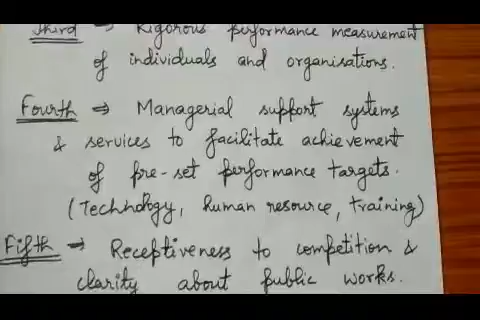 Third → Rigorous performance measurement
of individuals and organisations.
Fourth ⇒ Managerial support systems
& services to facilitate achievement
of pre-set performance targets.
(Technology, human resource, training)
Fifth → Receptiveness to competition &
clarity about public works.